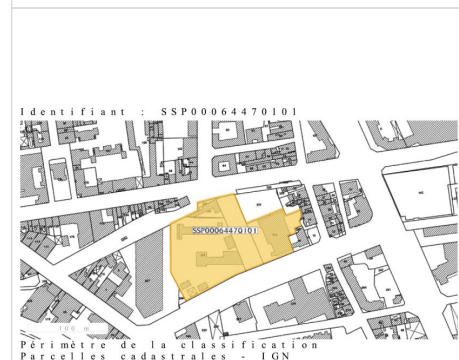 Identifiant : SSP00064470101
SSP00064470101
100 m
Périmètre de la classification
Parcelles cadastrales - IGN